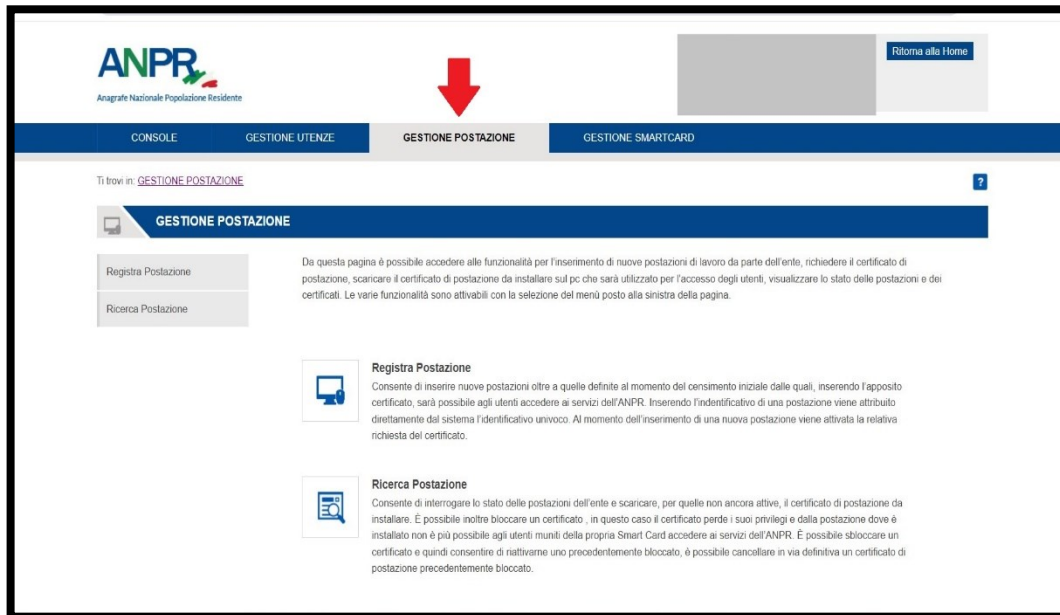 ANPR
Anagrafe Nazionale Popolazione Residente
Ritorna alla Home
CONSOLE
GESTIONE UTENZE
GESTIONE POSTAZIONE
GESTIONE SMARTCARD
Ti trovi in: GESTIONE POSTAZIONE
?
GESTIONE POSTAZIONE
Registra Postazione
Ricerca Postazione
Da questa pagina è possibile accedere alle funzionalità per l'inserimento di nuove postazioni di lavoro da parte dell'ente, richiedere il certificato di
postazione, scaricare il certificato di postazione da installare sul pc che sarà utilizzato per l'accesso degli utenti, visualizzare lo stato delle postazioni e dei
certificati. Le varie funzionalità sono attivabili con la selezione del menù posto alla sinistra della pagina.
Registra Postazione
Consente di inserire nuove postazioni oltre a quelle definite al momento del censimento iniziale dalle quali, inserendo l'apposito
certificato, sarà possibile agli utenti accedere ai servizi dell'ANPR. Inserendo l'indentificativo di una postazione viene attribuito
direttamente dal sistema l'identificativo univoco. Al momento dell'inserimento di una nuova postazione viene attivata la relativa
richiesta del certificato.
Ricerca Postazione
Consente di interrogare lo stato delle postazioni dell'ente e scaricare, per quelle non ancora attive, il certificato di postazione da
installare. È possibile inoltre bloccare un certificato , in questo caso il certificato perde i suoi privilegi e dalla postazione dove è
installato non è più possibile agli utenti muniti della propria Smart Card accedere ai servizi dell'ANPR. È possibile sbloccare un
certificato e quindi consentire di riattivarne uno precedentemente bloccato, è possibile cancellare in via definitiva un certificato di
postazione precedentemente bloccato.